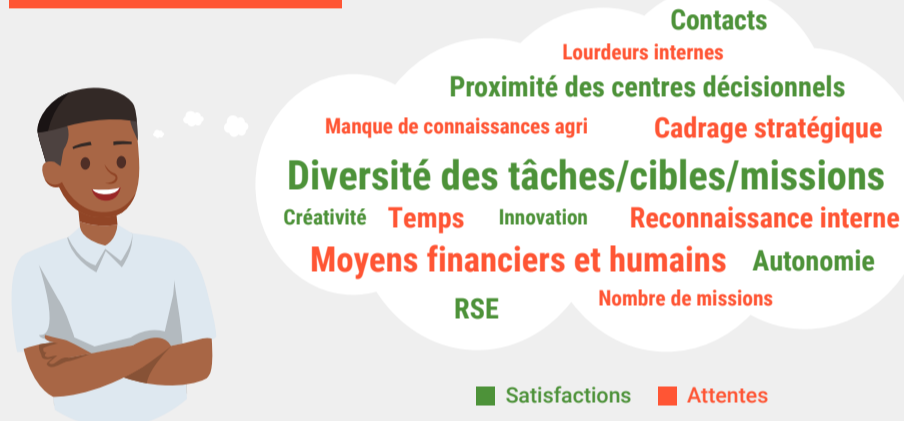 Contacts
Lourdeurs internes
Proximité des centres décisionnels
Manque de connaissances agri Cadrage stratégique
Diversité des tâches/cibles/missions
Créativité Temps Innovation Reconnaissance interne
Moyens financiers et humains Autonomie
RSE Nombre de missions
Satisfactions Attentes